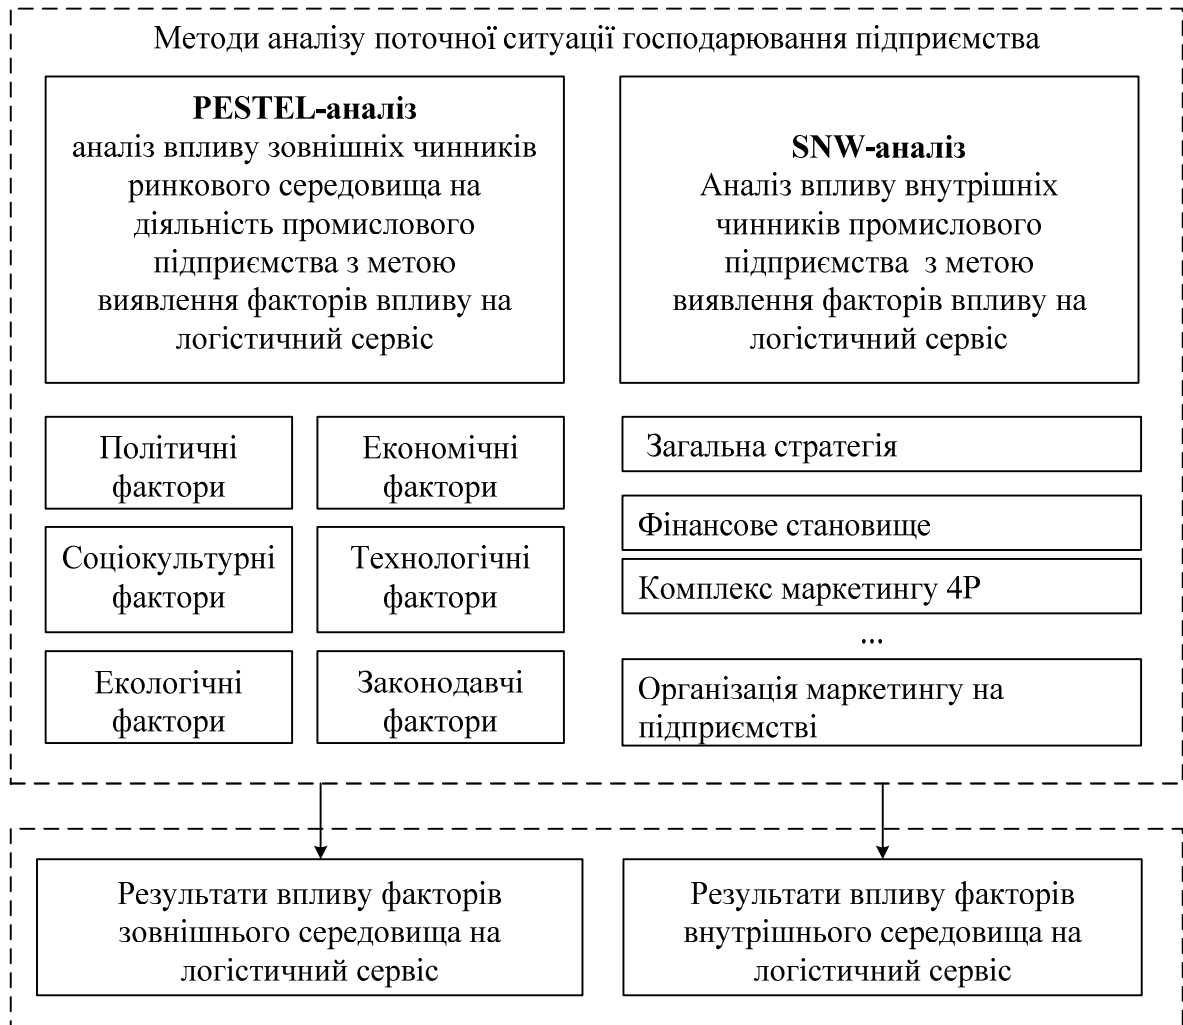 Методи аналізу поточної ситуації господарювання підприємства
PESTEL-аналіз
аналіз впливу зовнішніх чинників
ринкового середовища на
діяльність промислового
підприємства з метою
виявлення факторів впливу на
логістичний сервіс
SNW-аналіз
Аналіз впливу внутрішніх
чинників промислового
підприємства з метою
виявлення факторів впливу на
логістичний сервіс
Політичні
фактори
Економічні
фактори
Соціокультурні
фактори
Технологічні
фактори
Екологічні
фактори
Законодавчі
фактори
Загальна стратегія
Фінансове становище
Комплекс маркетингу 4P
...
Організація маркетингу на
підприємстві
Результати впливу факторів
зовнішнього середовища на
логістичний сервіс
Результати впливу факторів
внутрішнього середовища на
логістичний сервіс